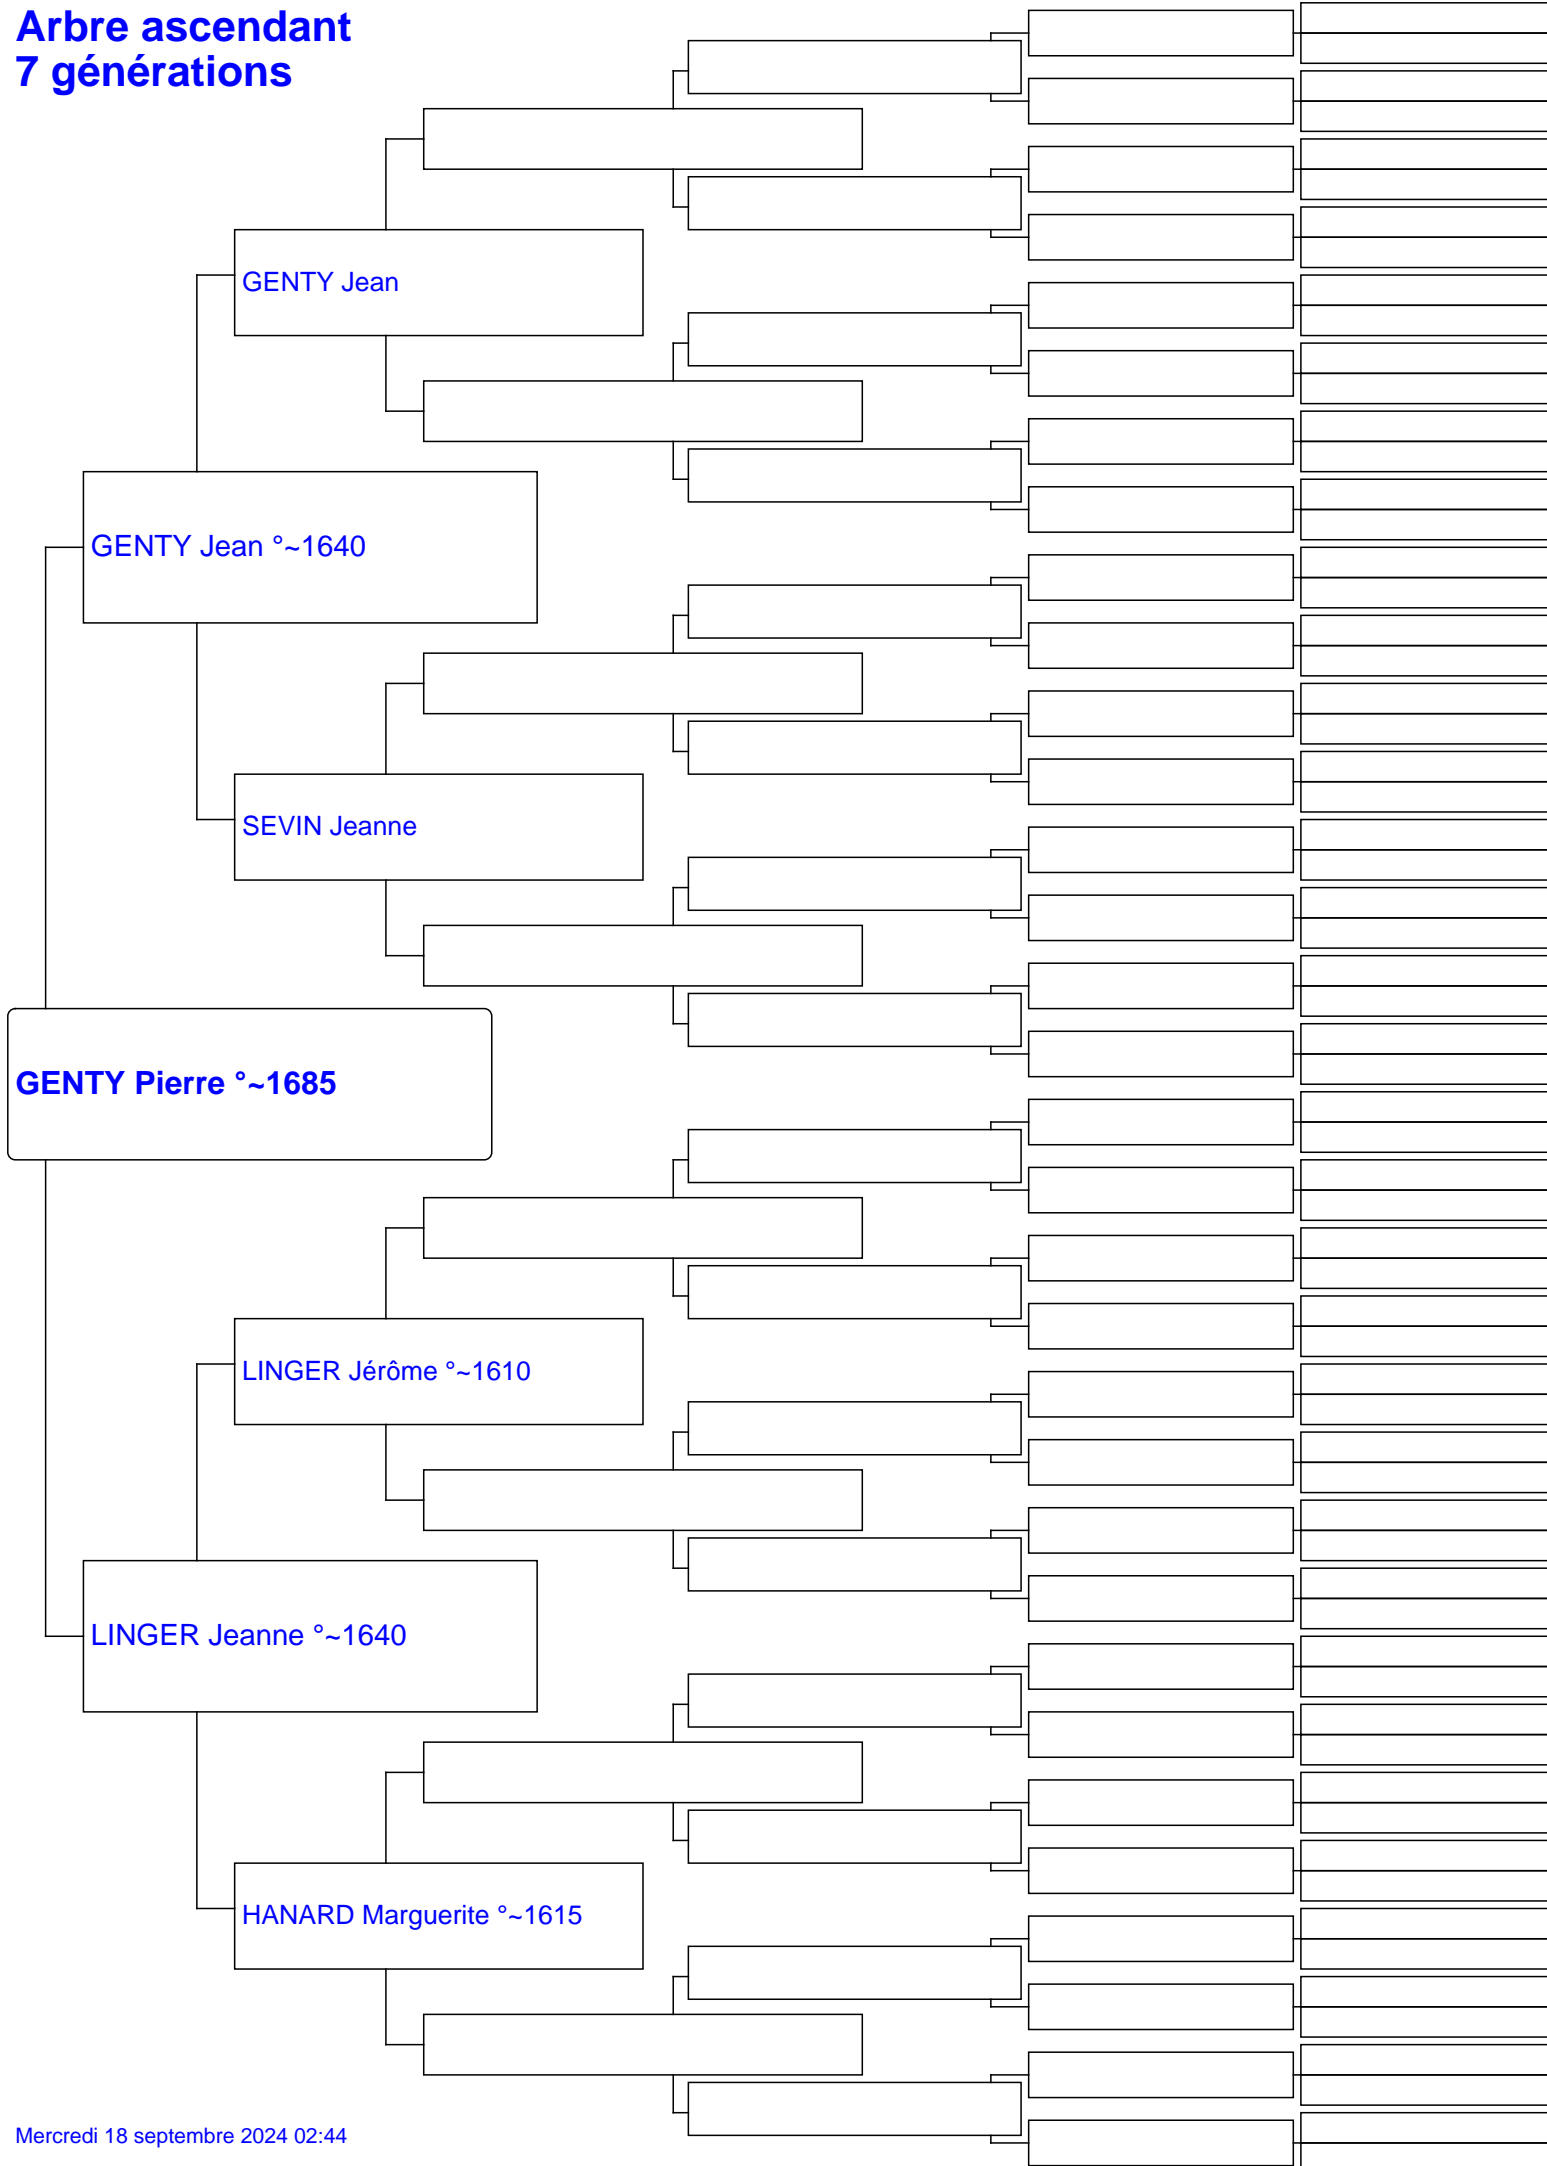 Arbre ascendant
7 générations
GENTY Jean
GENTY Jean °~1640
SEVIN Jeanne
GENTY Pierre °~1685
LINGER Jérôme °~1610
LINGER Jeanne °~1640
HANARD Marguerite °~1615
Mercredi 18 septembre 2024 02:44